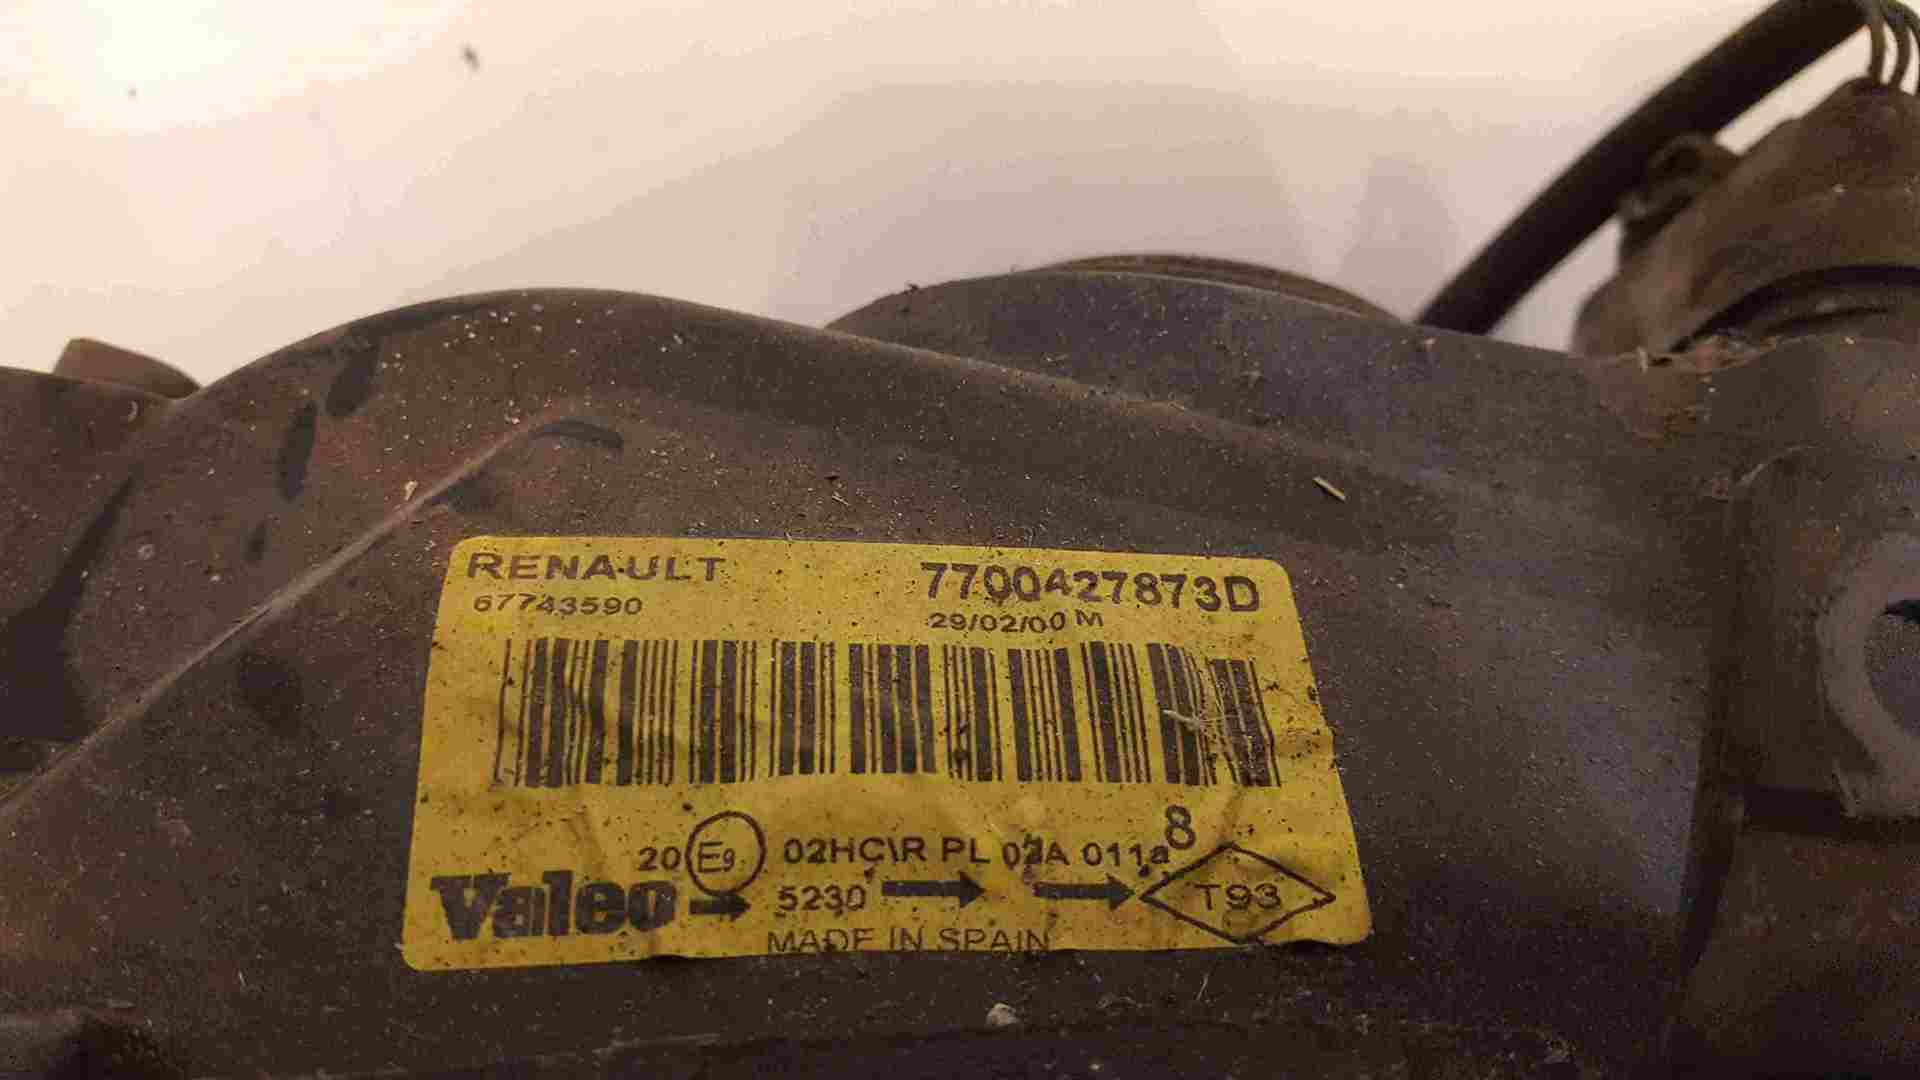 RENAULT 7700427873D
67743590 29/02/00 M
8
20 E9 02HC\R PL 02A 011a
Valeo 5230 T93
MADE IN SPAIN